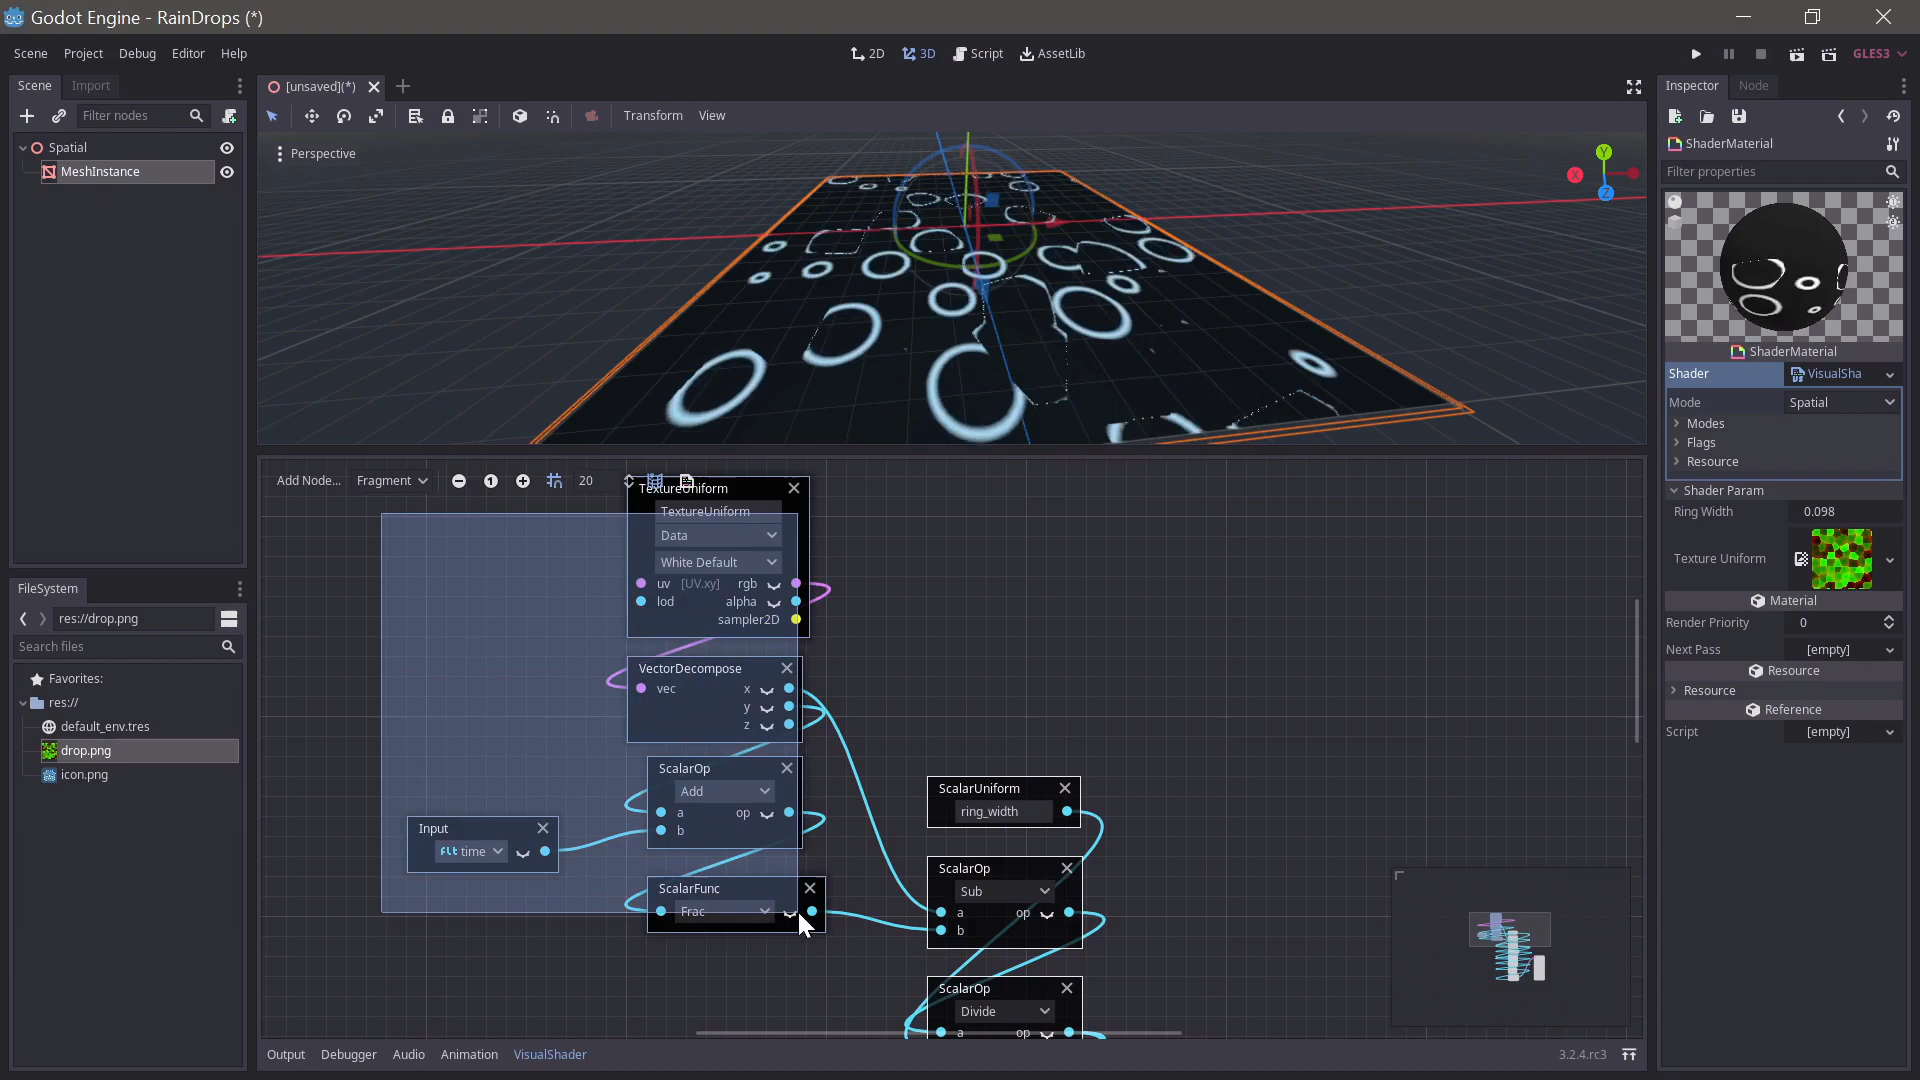 Godot Engine - RainDrops (*)
Scene Project Debug Editor Help
2D 3D Script AssetLib
GLES3
Scene Import
[unsaved](*)
Inspector Node
Filter nodes
Transform View
Spatial
MeshInstance
Perspective
Y
X
Z
ShaderMaterial
Filter properties
ShaderMaterial
Shader VisualSha
Mode Spatial
Modes
Flags
Resource
Shader Param
Ring Width 0.098
Texture Uniform
Material
Render Priority 0
Next Pass [empty]
Resource
Resource
Reference
Script [empty]
FileSystem
res://drop.png
Search files
Favorites:
res://
default_env.tres
drop.png
icon.png
Add Node... Fragment 1 20
TextureUniform
TextureUniform
Data
White Default
uv [UV.xy] rgb
lod alpha
sampler2D
VectorDecompose
vec x
y
z
ScalarOp
Add
a op
b
Input
flt time
ScalarFunc
Frac
ScalarUniform
ring_width
ScalarOp
Sub
a op
b
ScalarOp
Divide
a op
Output Debugger Audio Animation VisualShader
3.2.4.rc3